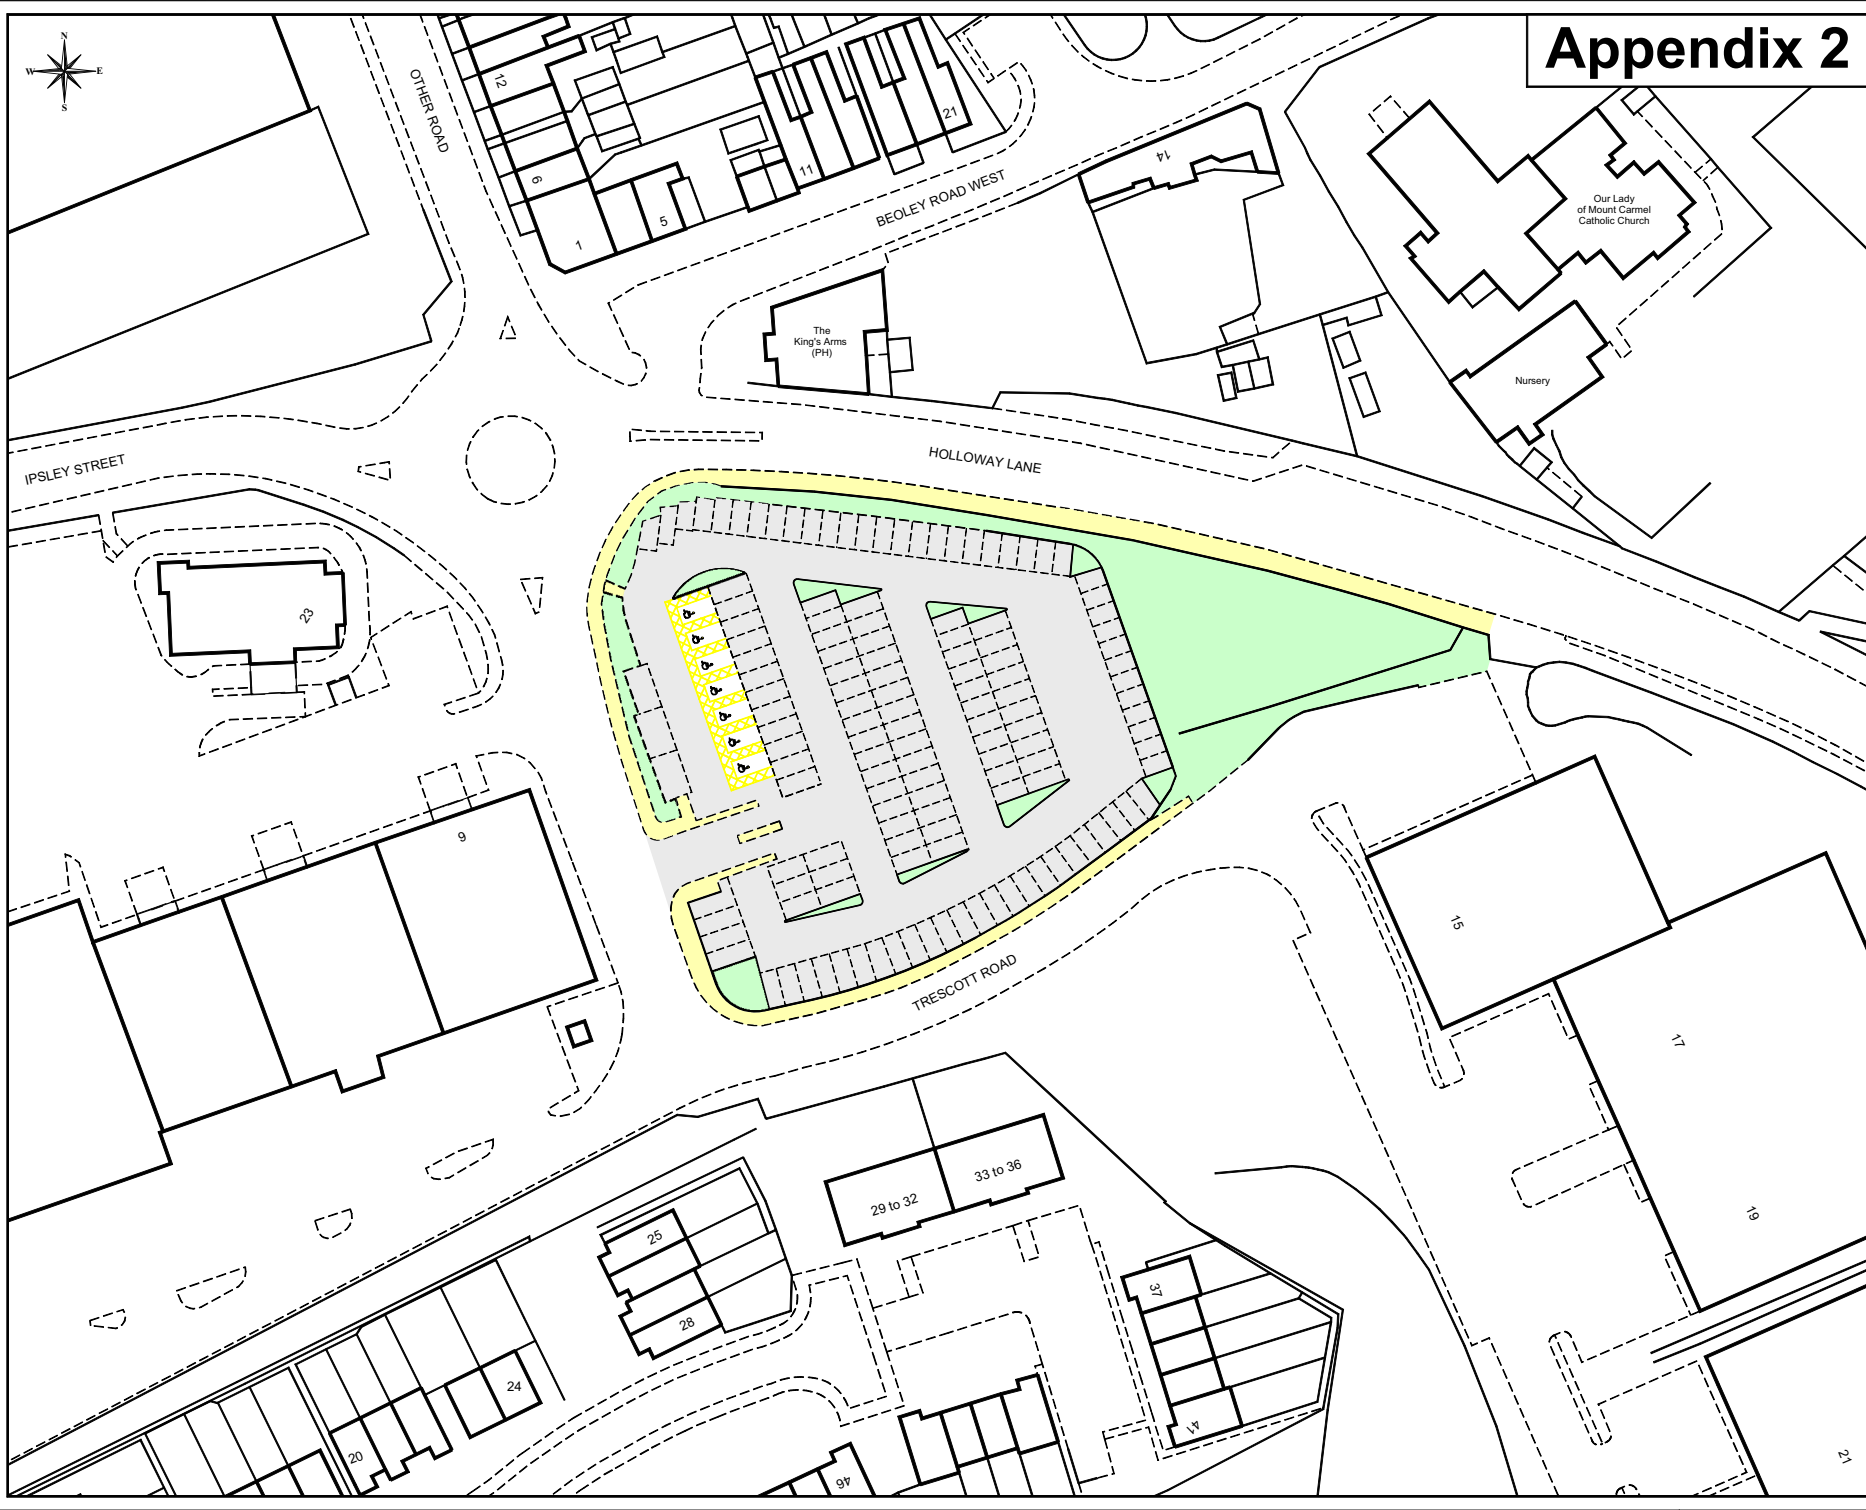 Appendix 2
N
W
E
S
OTHER ROAD
12
6
1
5
11
21
BEOLEY ROAD WEST
14
Our Lady
of Mount Carmel
Catholic Church
The
King's Arms
(PH)
Nursery
IPSLEY STREET
HOLLOWAY LANE
23
9
15
TRESCOTT ROAD
17
19
29 to 32
33 to 36
25
28
37
24
20
41
46
21